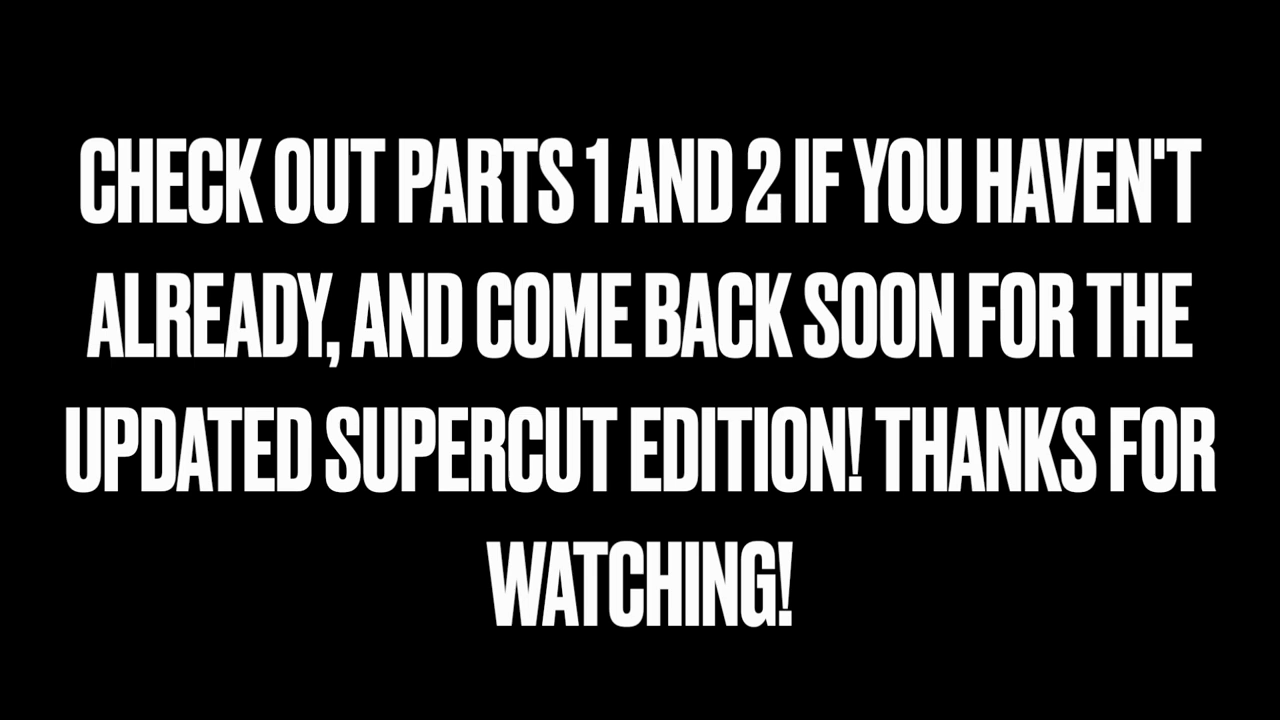 CHECK OUT PARTS 1 AND 2 IF YOU HAVEN'T
ALREADY, AND COME BACK SOON FOR THE
UPDATED SUPERCUT EDITION! THANKS FOR
WATCHING!